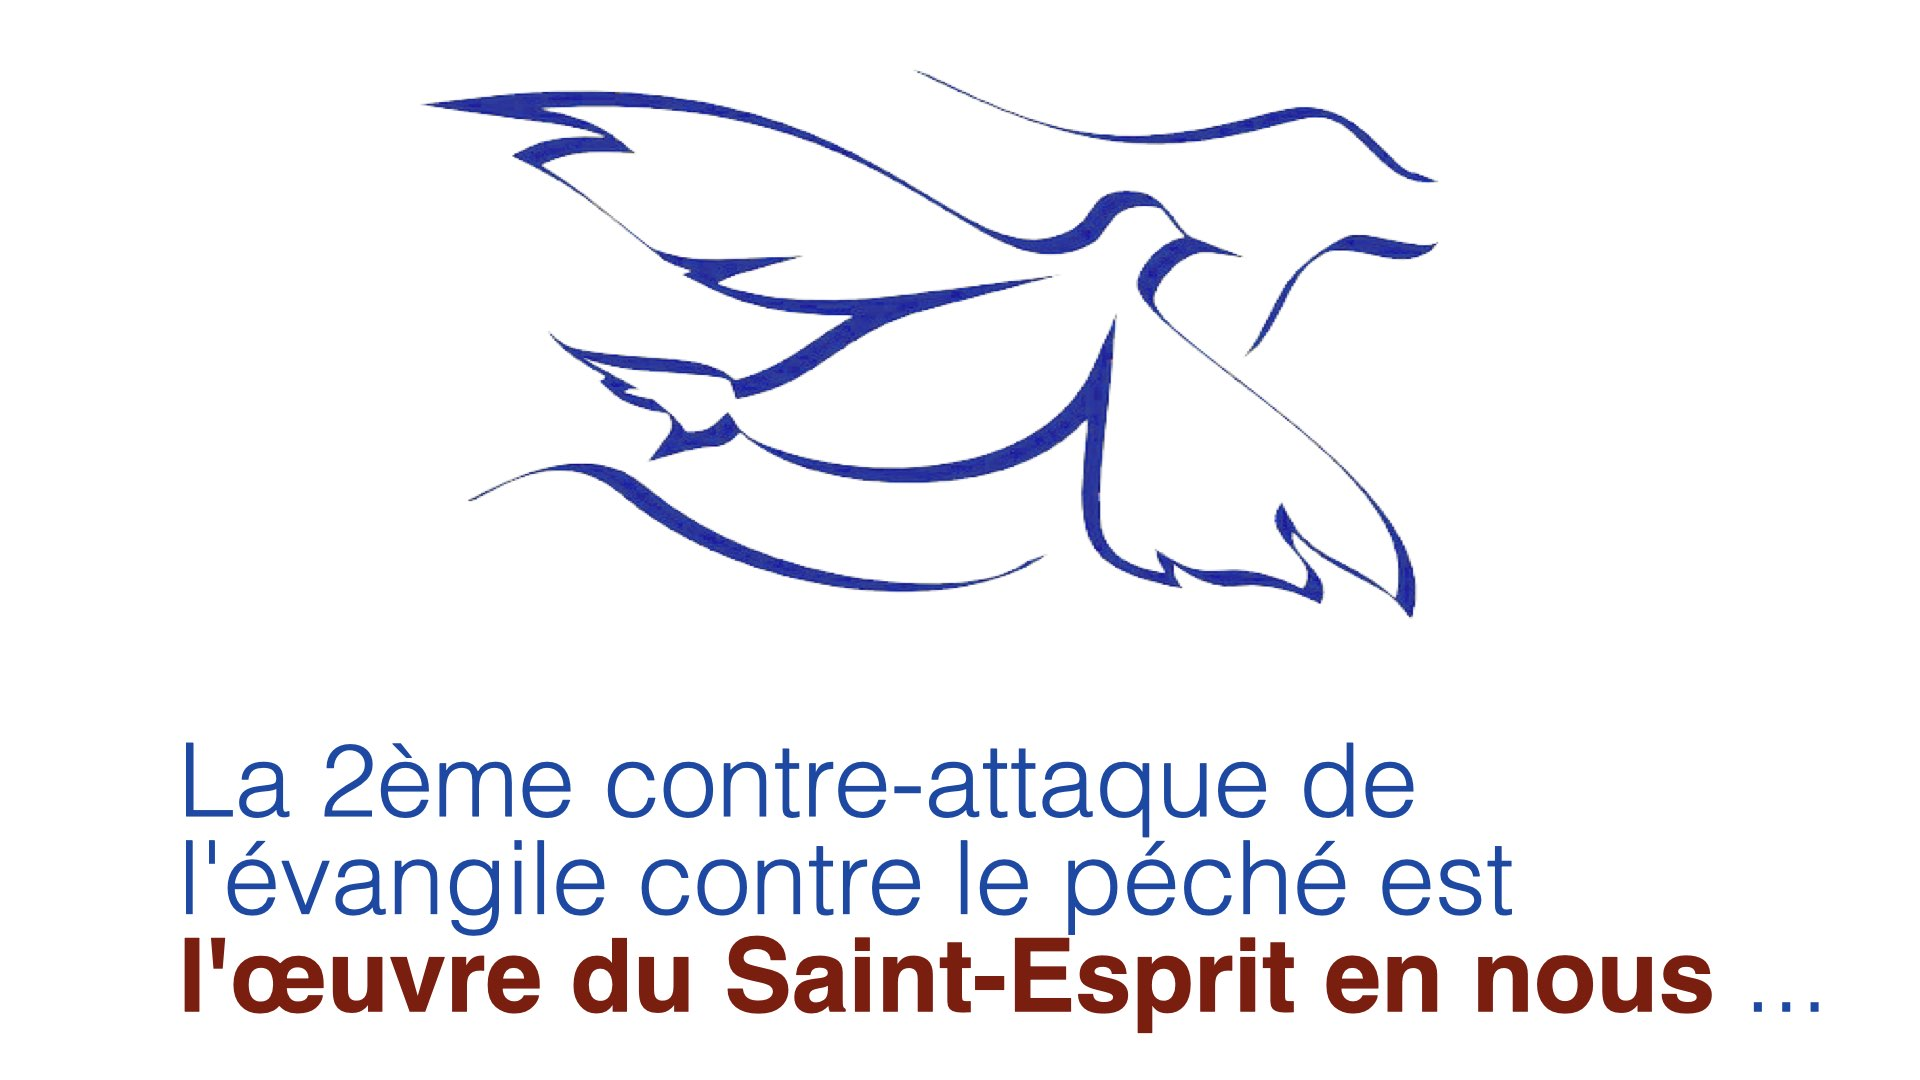 La 2ème contre-attaque de
l'évangile contre le péché est
l'œuvre du Saint-Esprit en nous ...